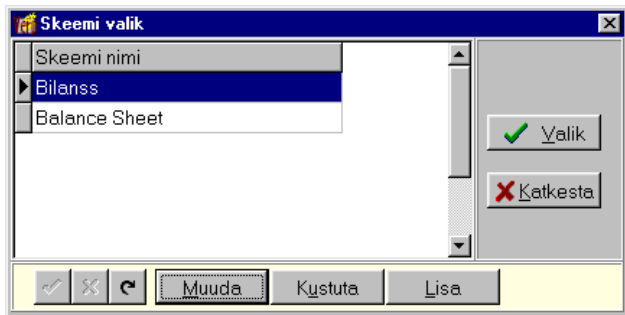 Skeemi valik
Skeemi nimi
Bilanss
Balance Sheet
Valik
Katkesta
Muuda
Kustuta
Lisa